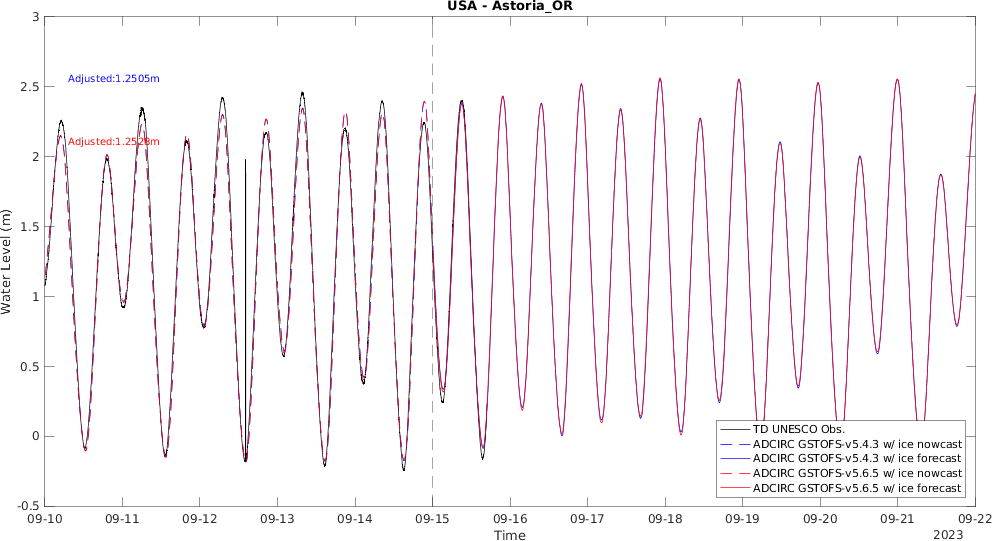 USA - Astoria_OR
3
2.5
2
1.5
1
0.5
0
-0.5
Water Level (m)
Adjusted:1.2505m
Adjusted:1.2528m
TD UNESCO Obs.
ADCIRC GSTOFS-v5.4.3 w/ ice nowcast
ADCIRC GSTOFS-v5.4.3 w/ ice forecast
ADCIRC GSTOFS-v5.6.5 w/ ice nowcast
ADCIRC GSTOFS-v5.6.5 w/ ice forecast
09-10 09-11 09-12 09-13 09-14 09-15 09-16 09-17 09-18 09-19 09-20 09-21 09-22
Time
2023